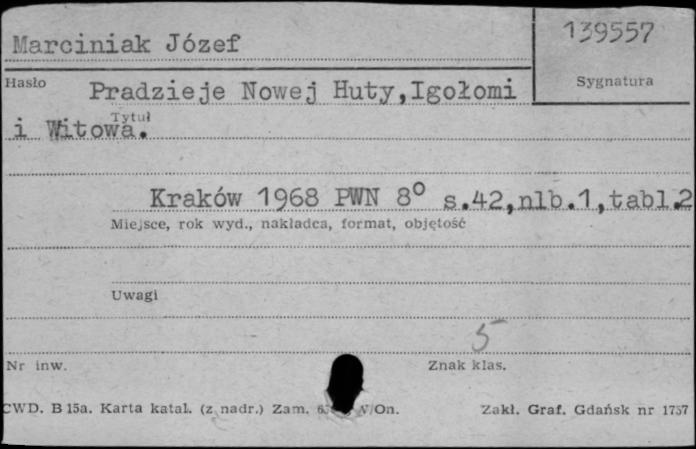 Marciniak Józef
139557
Hasło
Sygnatura
Pradzieje Nowej Huty, Igołomi
Tytuł
i Witowa.
Kraków 1968 PWN 8° s.42,nlb.1,tabl.2
Miejsce, rok wyd., nakładca, format, objętość
Uwagi
5
Nr inw.
Znak klas.
CWD. B 15a. Karta katal. (z nadr.) Zam. V/On.
Zakł. Graf. Gdańsk nr 1757